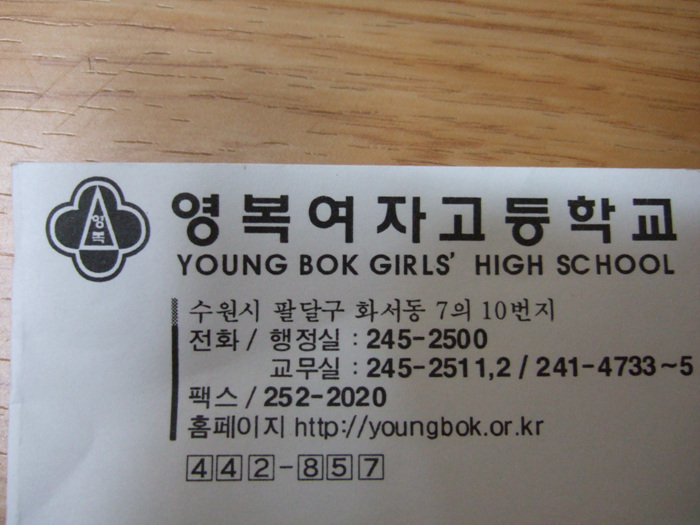 영복
영복여자고등학교
YOUNG BOK GIRLS' HIGH SCHOOL
수원시 팔달구 화서동 7의 10번지
전화 / 행정실 : 245-2500
교무실 : 245-2511,2 / 241-4733~5
팩스 / 252-2020
홈페이지 http://youngbok.or.kr
442-857